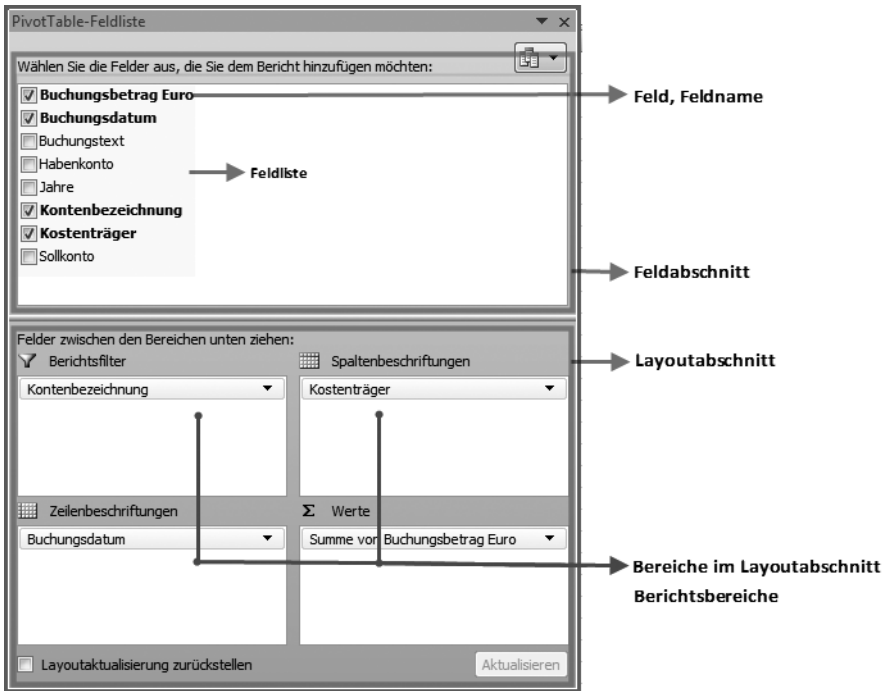 PivotTable-Feldliste
Wählen Sie die Felder aus, die Sie dem Bericht hinzufügen möchten:
Buchungsbetrag Euro
Feld, Feldname
Buchungsdatum
Buchungstext
Habenkonto
Feldliste
Jahre
Kontenbezeichnung
Kostenträger
Sollkonto
Feldabschnitt
Felder zwischen den Bereichen unten ziehen:
Berichtsfilter
Spaltenbeschriftungen
Layoutabschnitt
Kontenbezeichnung
Kostenträger
Zeilenbeschriftungen
Σ Werte
Buchungsdatum
Summe von Buchungsbetrag Euro
Bereiche im Layoutabschnitt
Berichtsbereiche
Layoutaktualisierung zurückstellen
Aktualisieren